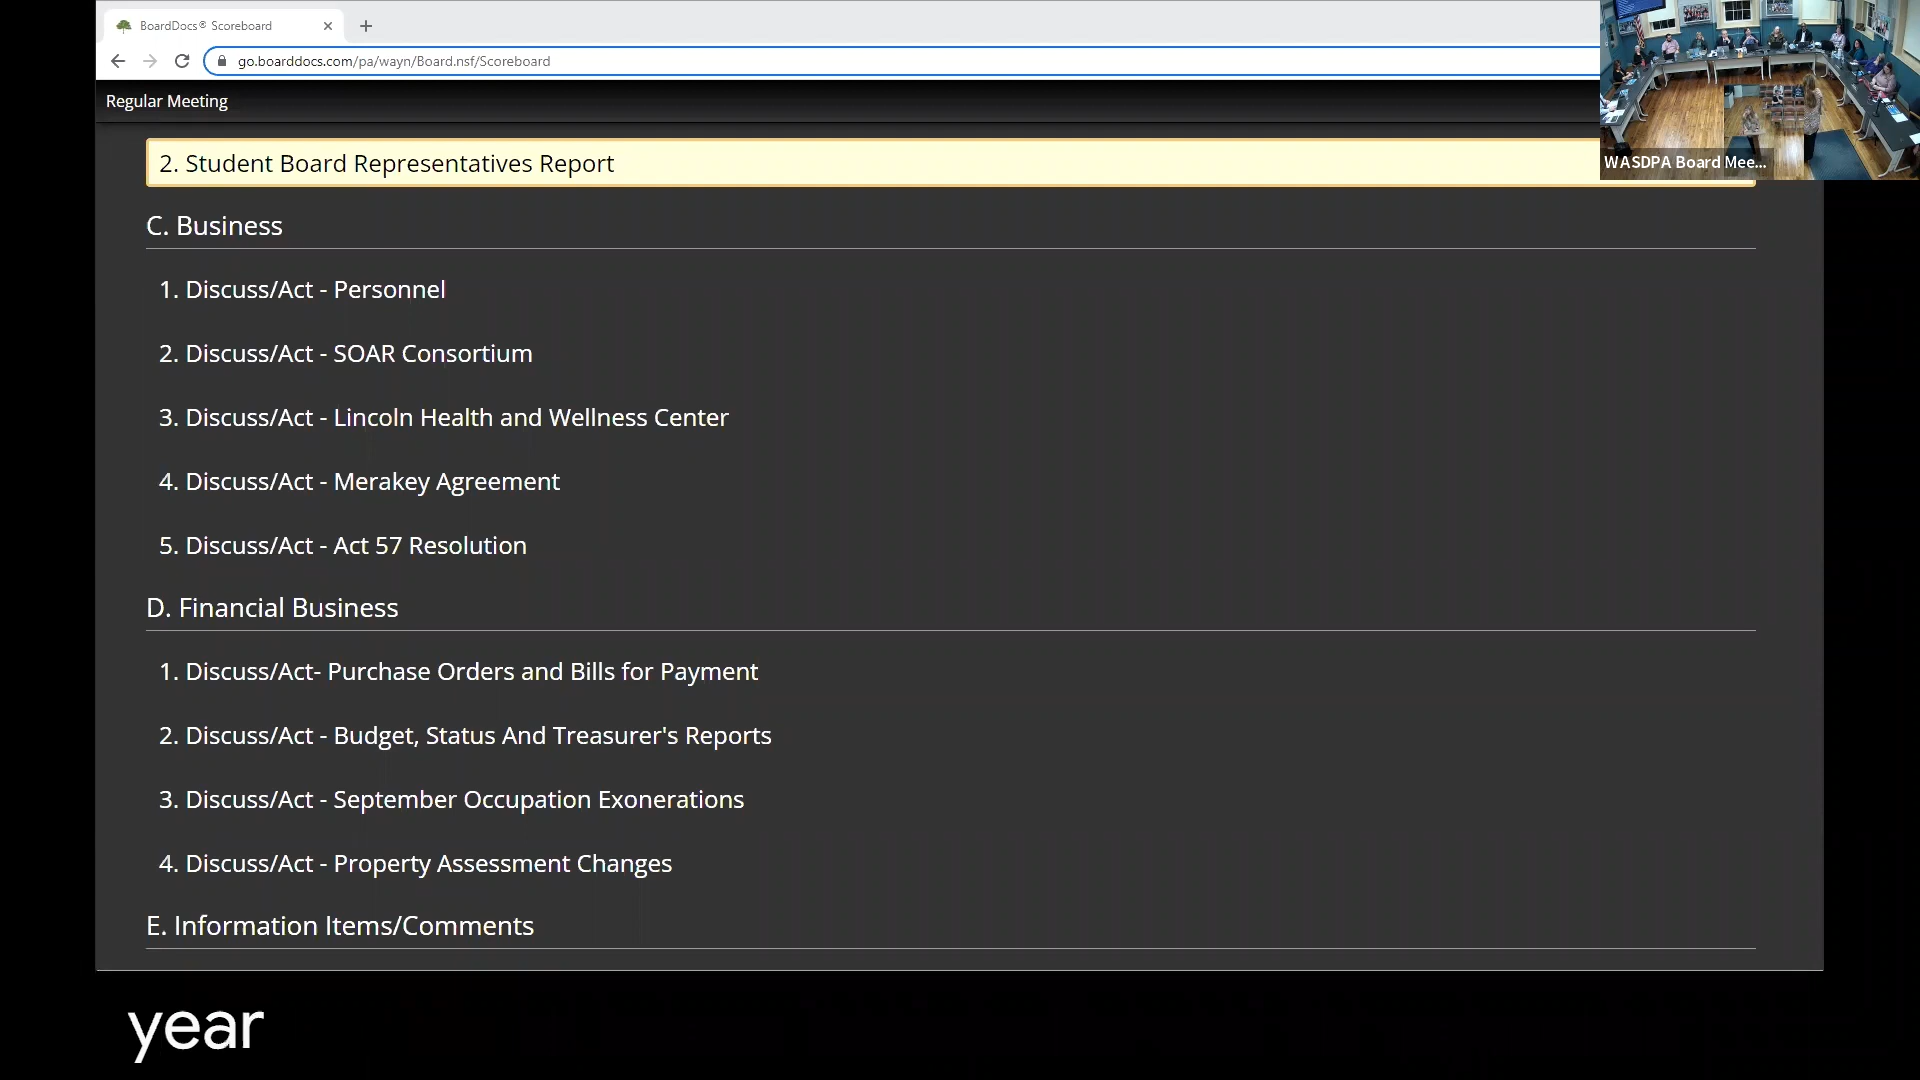 BoardDocs® Scoreboard
go.boarddocs.com/pa/wayn/Board.nsf/Scoreboard
Regular Meeting
WASDPA Board Mee...
2. Student Board Representatives Report
C. Business
1. Discuss/Act - Personnel
2. Discuss/Act - SOAR Consortium
3. Discuss/Act - Lincoln Health and Wellness Center
4. Discuss/Act - Merakey Agreement
5. Discuss/Act - Act 57 Resolution
D. Financial Business
1. Discuss/Act- Purchase Orders and Bills for Payment
2. Discuss/Act - Budget, Status And Treasurer's Reports
3. Discuss/Act - September Occupation Exonerations
4. Discuss/Act - Property Assessment Changes
E. Information Items/Comments
year